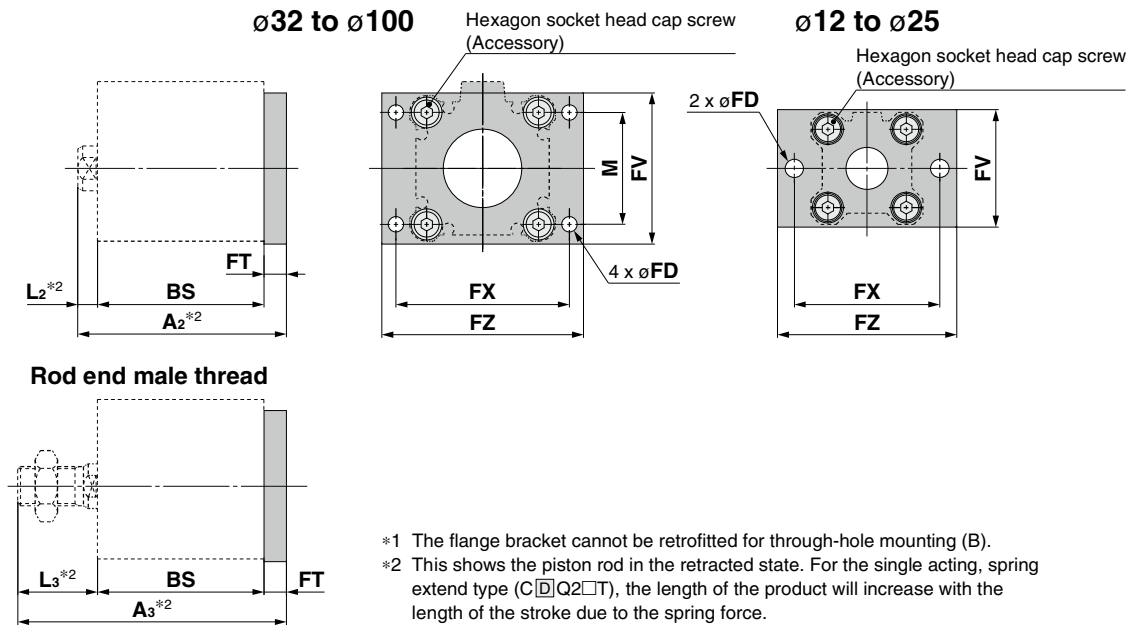 ø32 to ø100
Hexagon socket head cap screw
(Accessory)
ø12 to ø25
Hexagon socket head cap screw
(Accessory)
2 x øFD
M
FV
FV
FT
4 x øFD
L2*2
BS
FX
FX
A2*2
FZ
FZ
Rod end male thread
L3*2
BS
FT
A3*2
*1 The flange bracket cannot be retrofitted for through-hole mounting (B).
*2 This shows the piston rod in the retracted state. For the single acting, spring
extend type (C D Q2□T), the length of the product will increase with the
length of the stroke due to the spring force.